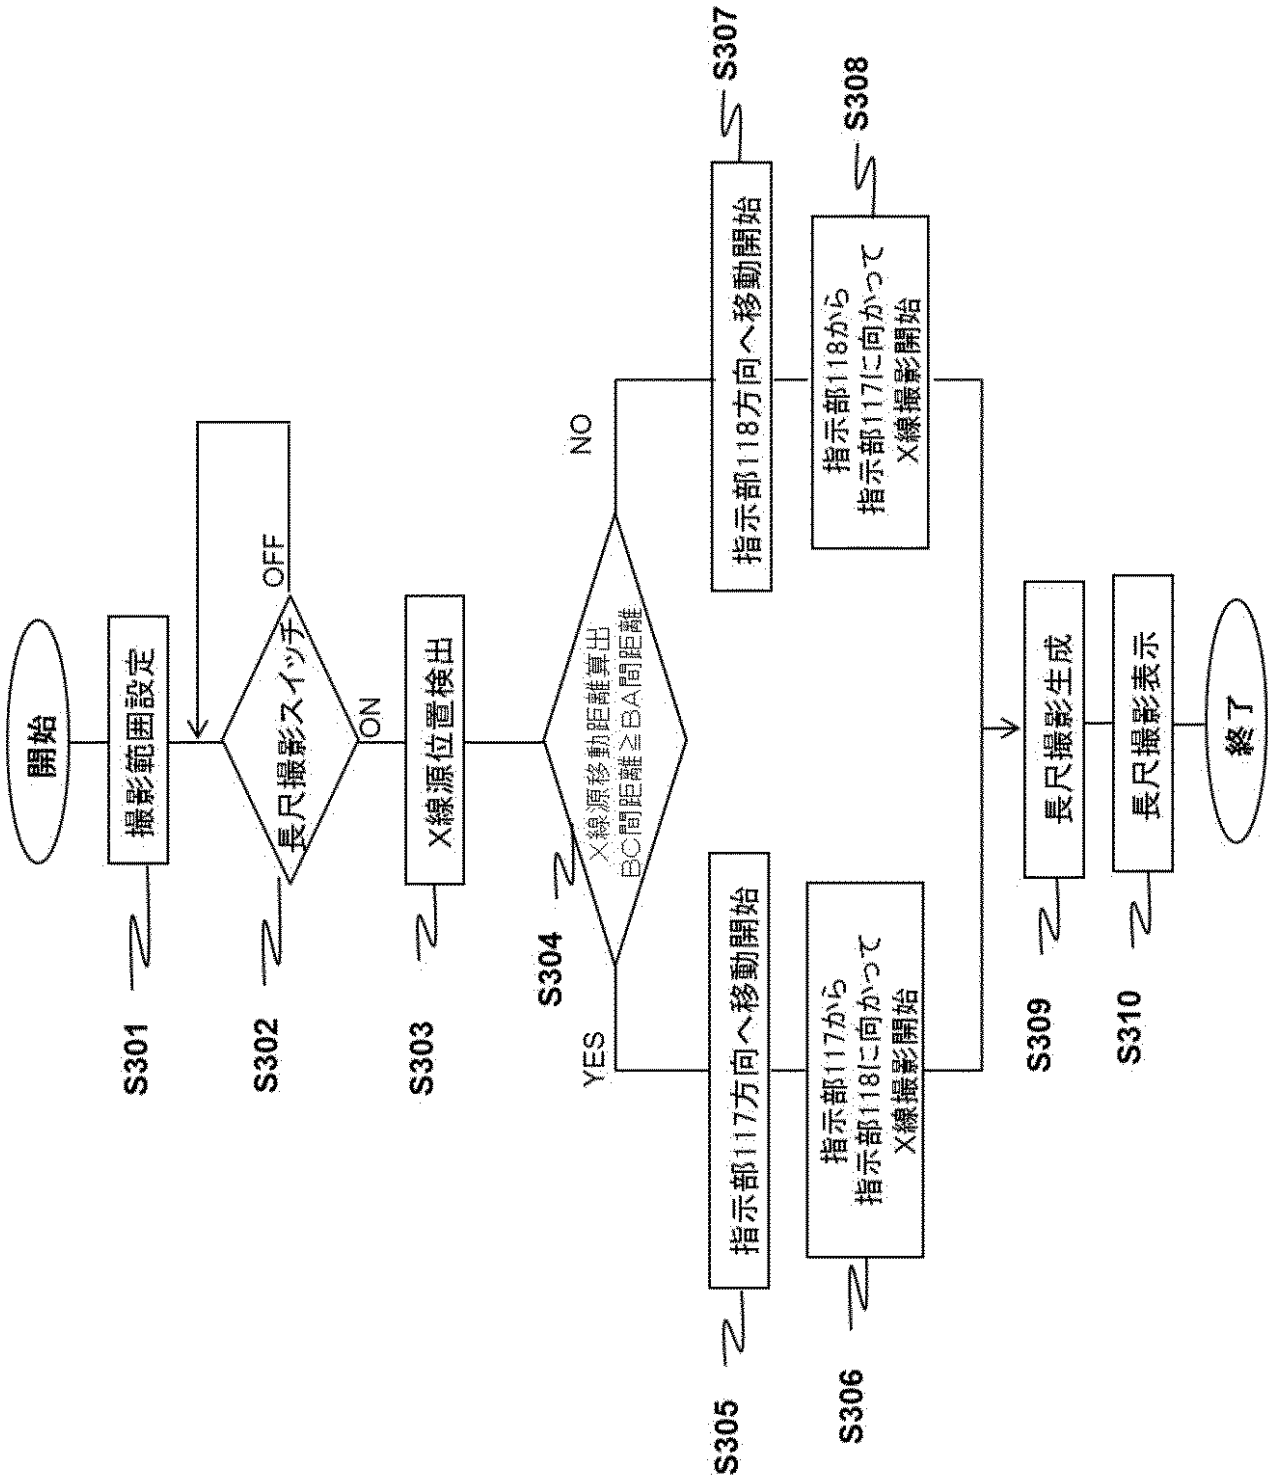 開始
撮影範囲設定
S301
長尺撮影スイッチ
S302
OFF
ON
X線源位置検出
S303
X線源移動距離算出
BC間距離≧BA間距離
S304
YES
NO
指示部117方向へ移動開始
S305
指示部117から
指示部118に向かって
X線撮影開始
S306
指示部118方向へ移動開始
S307
指示部118から
指示部117に向かって
X線撮影開始
S308
長尺撮影生成
S309
長尺撮影表示
S310
終了